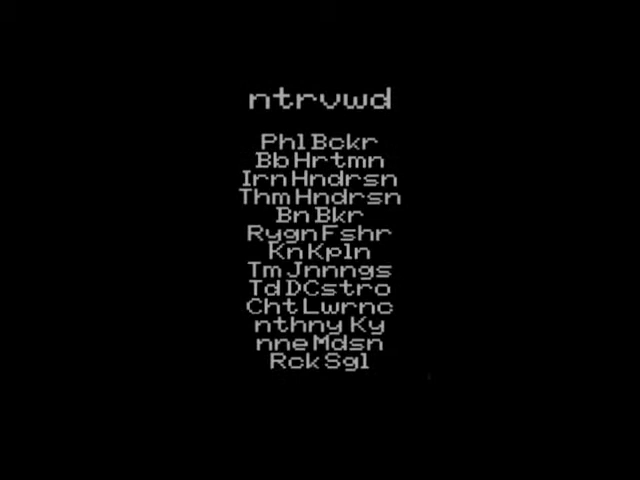 ntrvwd
Phl Bckr
Bb Hrtmn
Irn Hndrsn
Thm Hndrsn
Bn Bkr
Rygn Fshr
Kn Kpln
Tm Jnnngs
Td DCstro
Cht Lwrnc
nthny Ky
nne Mdsn
Rck Sgl